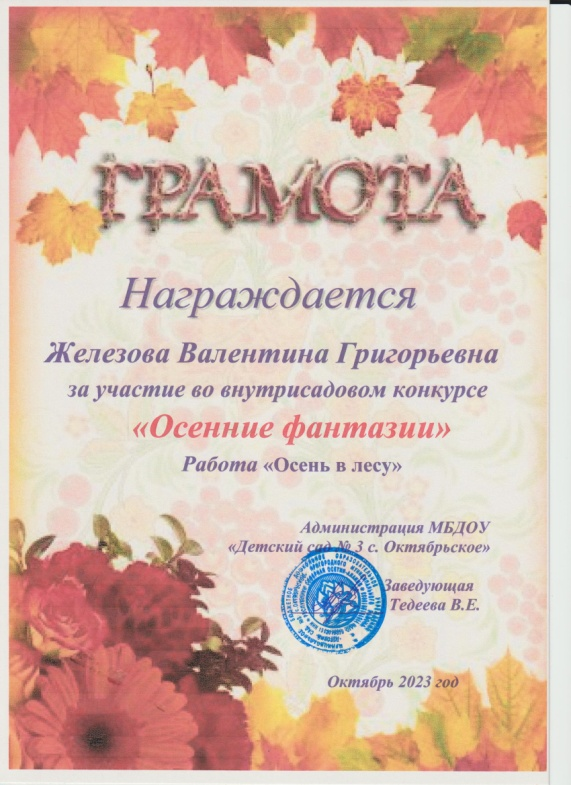 ГРАМОТА
Награждается
Железова Валентина Григорьевна
за участие во внутрисадовом конкурсе
«Осенние фантазии»
Работа «Осень в лесу»
Администрация МБДОУ
«Детский сад № 3 с. Октябрьское»
Заведующая
Тедеева В.Е.
Октябрь 2023 год